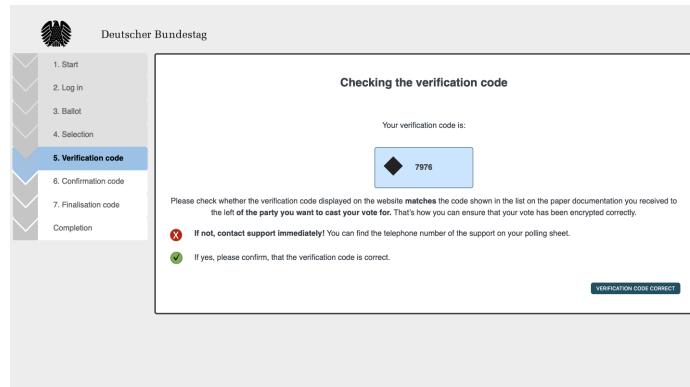 Deutscher Bundestag
1. Start
2. Log in
3. Ballot
4. Selection
5. Verification code
6. Confirmation code
7. Finalisation code
Completion
Checking the verification code
Your verification code is:
7976
Please check whether the verification code displayed on the website matches the code shown in the list on the paper documentation you received to
the left of the party you want to cast your vote for. That's how you can ensure that your vote has been encrypted correctly.
If not, contact support immediately! You can find the telephone number of the support on your polling sheet.
If yes, please confirm, that the verification code is correct.
VERIFICATION CODE CORRECT